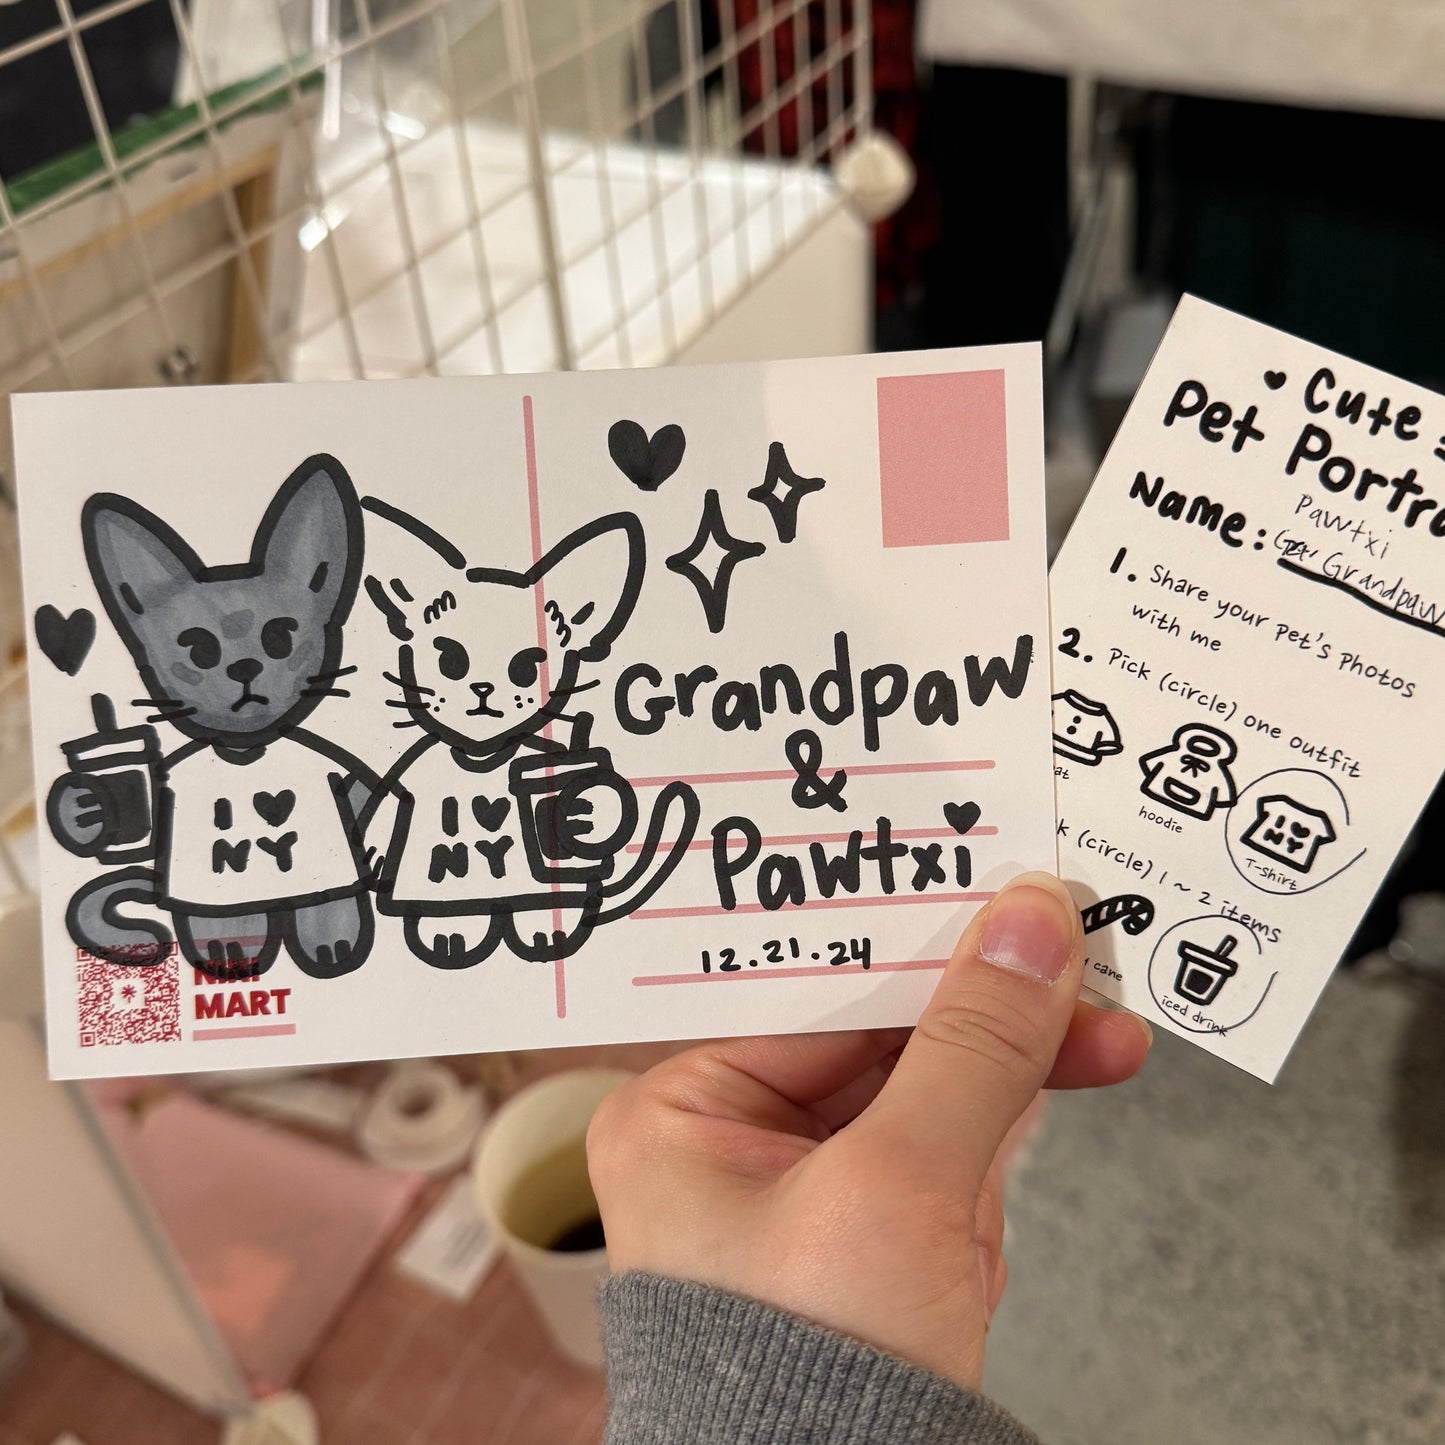 Grandpaw
&
Pawtxi
12.21.24
I ♥
NY
I ♥
NY
MART
♥ Cute
Pet Portra
Name:
Pawtxi
Grandpaw
1. Share your pet's photos
with me
2. Pick (circle) one outfit
hoodie
I ♥
NY
T-shirt
(circle) 1 ~ 2 items
cane
iced drink